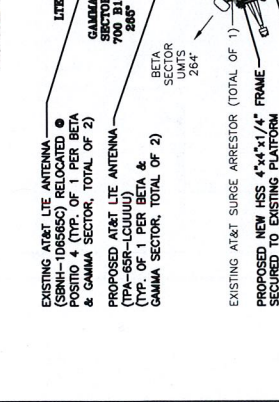 EXISTING AT&T LTE ANTENNA
(SBNH-1D6565C) RELOCATED @
POSITIO 4 (TYP. OF 1 PER BETA
& GAMMA SECTOR, TOTAL OF 2)
LTE
GAMMA
SECTOR
700 B1
265°
PROPOSED AT&T LTE ANTENNA
(TPA-65R-LCUUUU)
(TYP. OF 1 PER BETA &
GAMMA SECTOR, TOTAL OF 2)
BETA
SECTOR
UMTS
264°
EXISTING AT&T SURGE ARRESTOR (TOTAL OF 1)
PROPOSED NEW HSS 4"x4"x1/4" FRAME
SECURED TO EXISTING PLATFORM